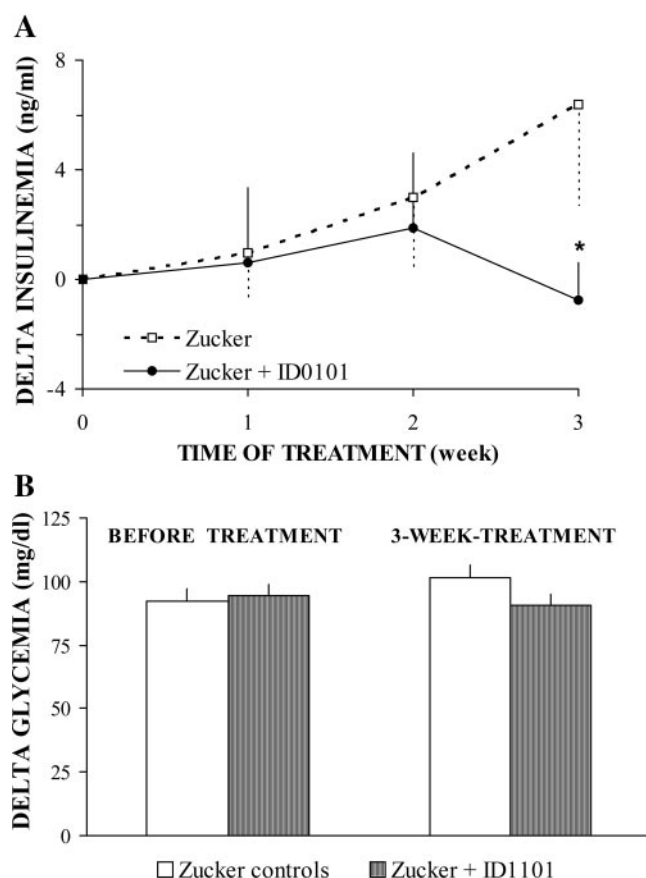 A
DELTA INSULINEMIA (ng/ml)
8
4
0
-4
*
Zucker
Zucker + ID0101
0 1 2 3
TIME OF TREATMENT (week)
B
DELTA GLYCEMIA (mg/dl)
125
100
75
50
25
0
BEFORE TREATMENT 3-WEEK-TREATMENT
Zucker controls Zucker + ID1101